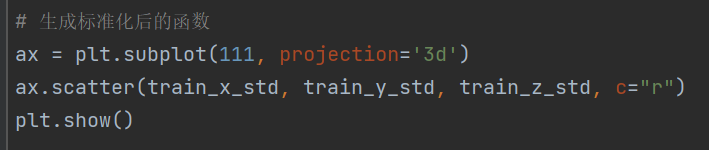 # 生成标准化后的函数
ax = plt.subplot(111, projection='3d')
ax.scatter(train_x_std, train_y_std, train_z_std, c="r")
plt.show()